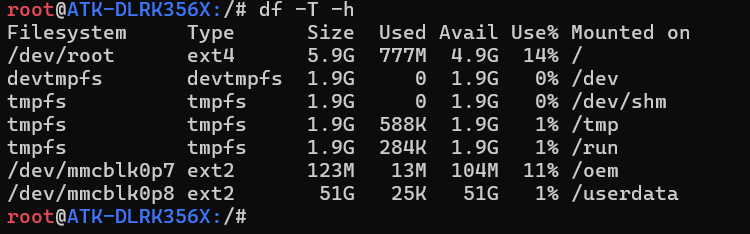 root@ATK-DLRK356X:/# df -T -h
Filesystem     Type      Size  Used Avail Use% Mounted on
/dev/root      ext4      5.9G  777M  4.9G  14% /
devtmpfs       devtmpfs  1.9G     0  1.9G   0% /dev
tmpfs          tmpfs     1.9G     0  1.9G   0% /dev/shm
tmpfs          tmpfs     1.9G  588K  1.9G   1% /tmp
tmpfs          tmpfs     1.9G  284K  1.9G   1% /run
/dev/mmcblk0p7 ext2      123M   13M  104M  11% /oem
/dev/mmcblk0p8 ext2       51G   25K   51G   1% /userdata
root@ATK-DLRK356X:/#